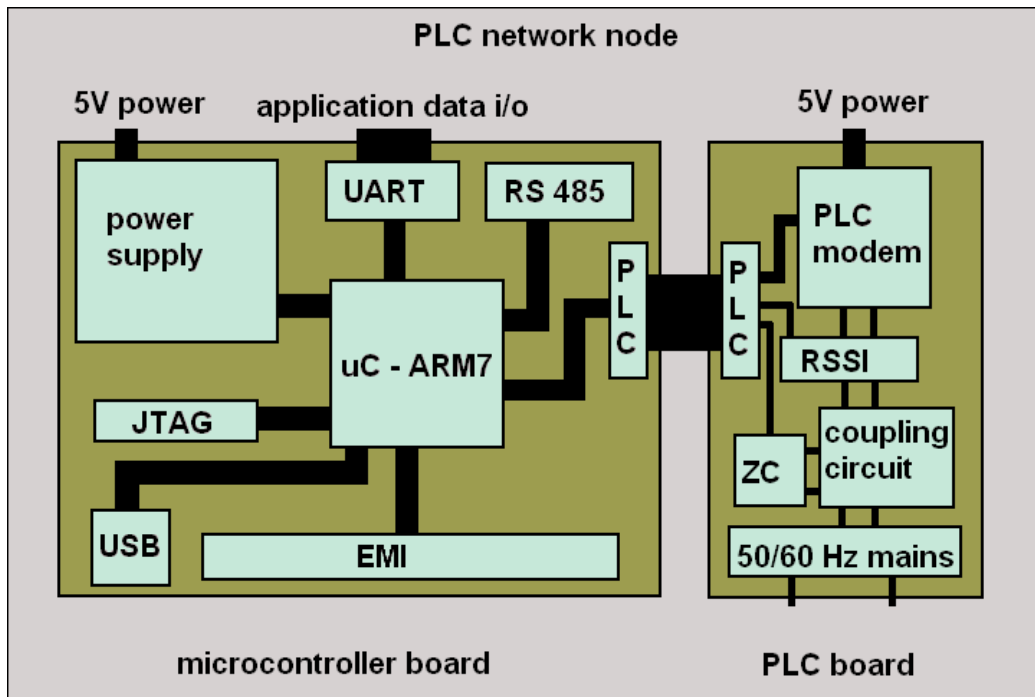 PLC network node
5V power
application data i/o
5V power
power
supply
UART
RS 485
PLC
modem
P
L
C
P
L
C
uC - ARM7
RSSI
JTAG
coupling
circuit
ZC
USB
EMI
50/60 Hz mains
microcontroller board
PLC board